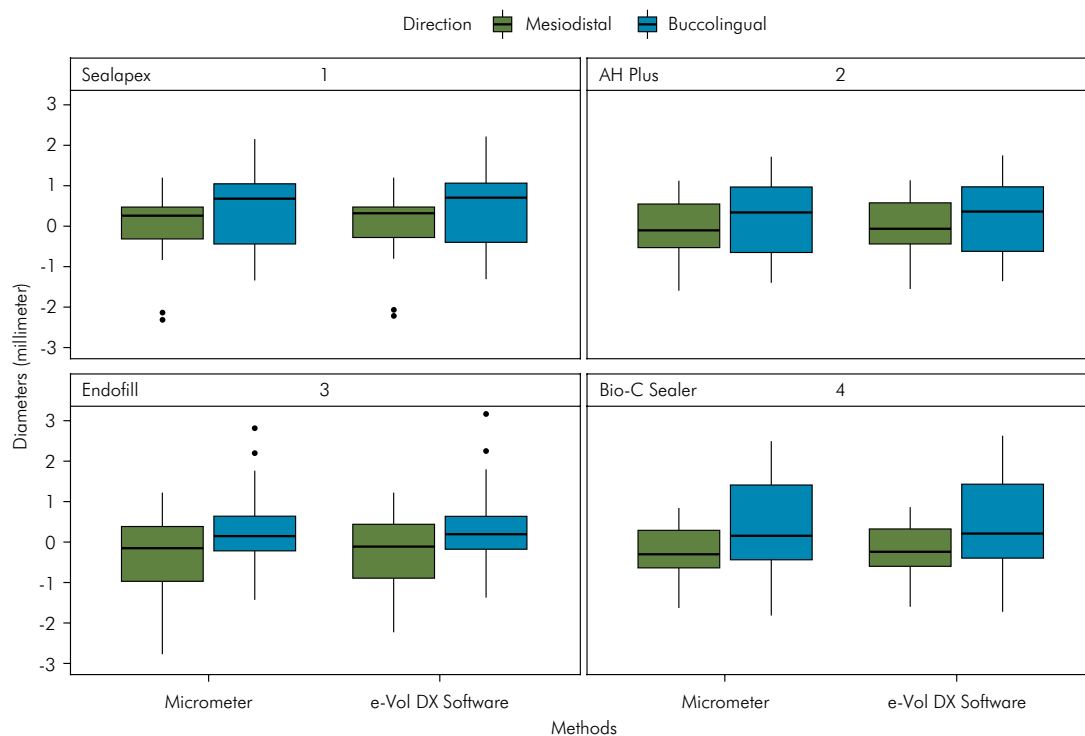 Direction Mesiodistal Buccolingual
Sealapex 1
AH Plus 2
3
2
1
0
-1
-2
-3
Endofill 3
Bio-C Sealer 4
3
2
1
0
-1
-2
-3
Diameters (millimeter)
Micrometer e-Vol DX Software
Micrometer e-Vol DX Software
Methods